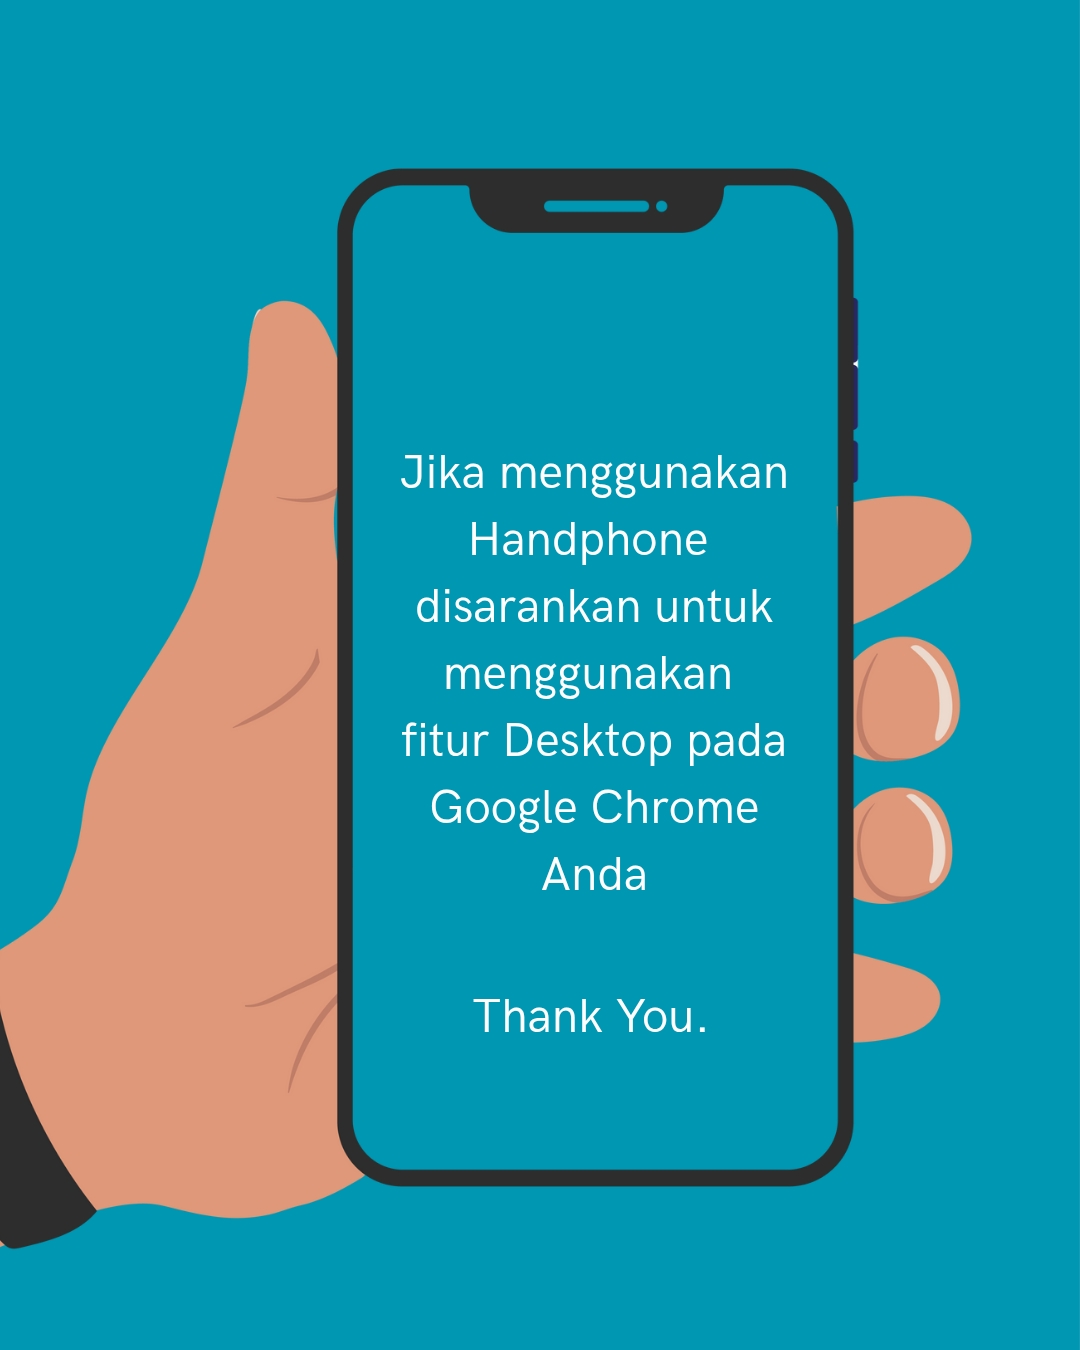 Jika menggunakan
Handphone
disarankan untuk
menggunakan
fitur Desktop pada
Google Chrome
Anda
Thank You.